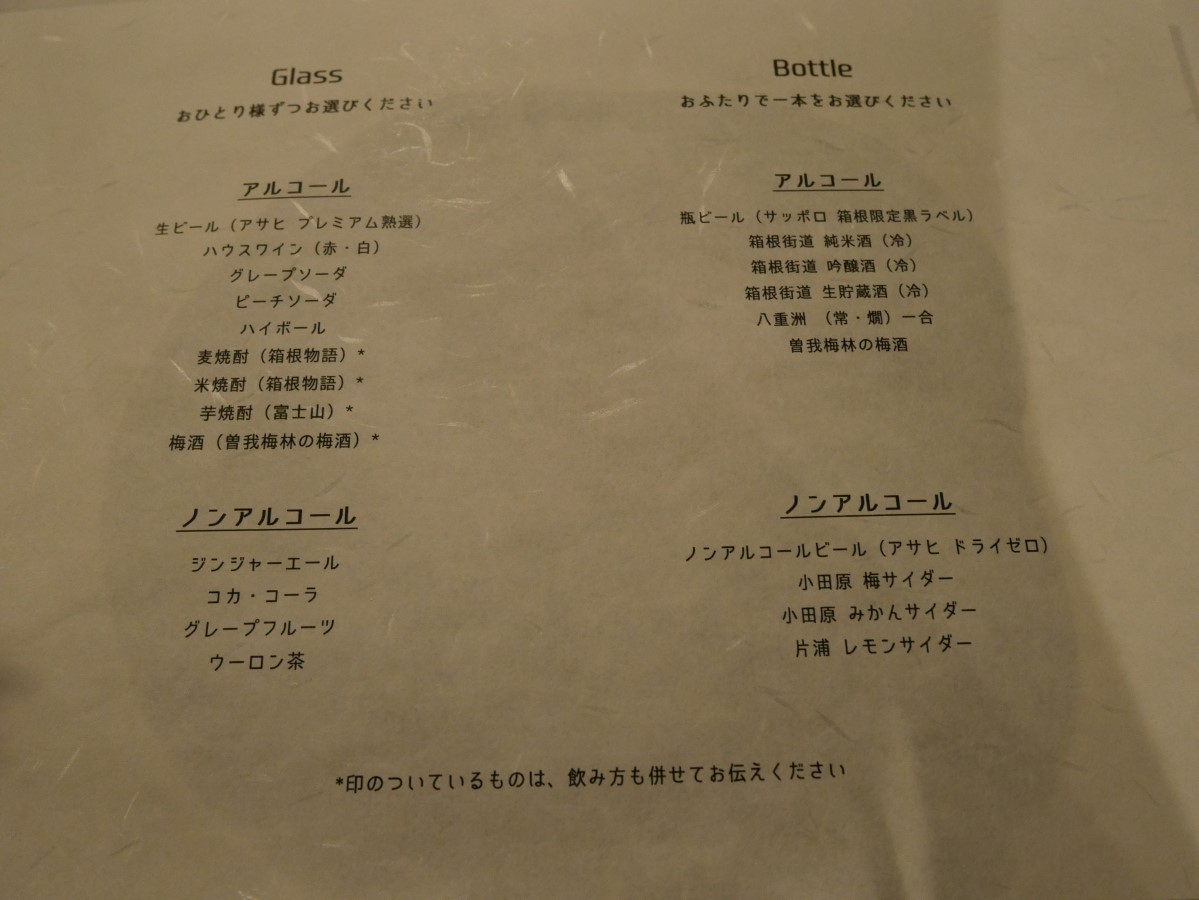 Glass
おひとり様ずつお選びください
アルコール
生ビール（アサヒ プレミアム熟選）
ハウスワイン（赤・白）
グレープソーダ
ピーチソーダ
ハイボール
麦焼酎（箱根物語）*
米焼酎（箱根物語）*
芋焼酎（富士山）*
梅酒（曽我梅林の梅酒）*
ノンアルコール
ジンジャーエール
コカ・コーラ
グレープフルーツ
ウーロン茶
Bottle
おふたりで一本をお選びください
アルコール
瓶ビール（サッポロ 箱根限定黒ラベル）
箱根街道 純米酒（冷）
箱根街道 吟醸酒（冷）
箱根街道 生貯蔵酒（冷）
八重洲 （常・燗）一合
曽我梅林の梅酒
ノンアルコール
ノンアルコールビール（アサヒ ドライゼロ）
小田原 梅サイダー
小田原 みかんサイダー
片浦 レモンサイダー
*印のついているものは、飲み方も併せてお伝えください